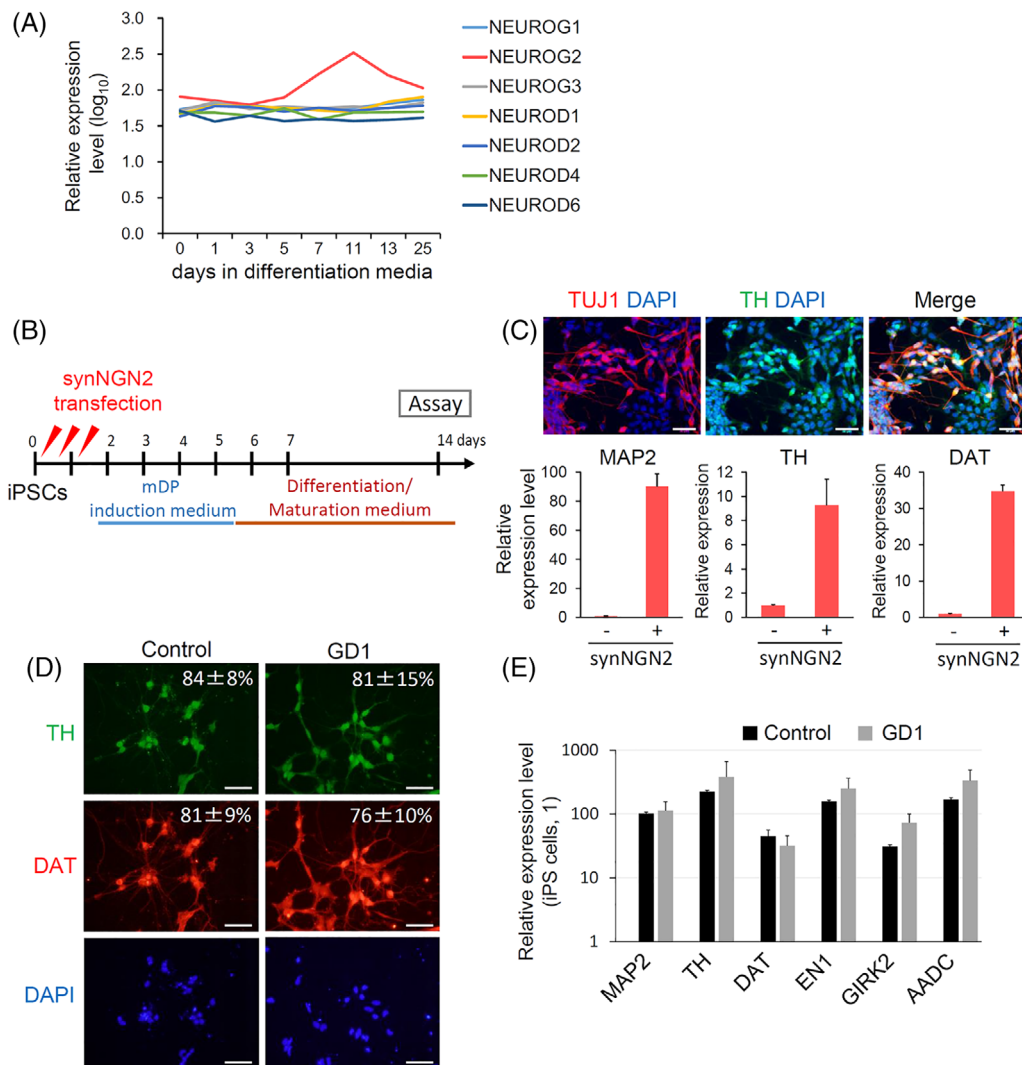 (A)
Relative expression
level (log10)
3.0
2.5
2.0
1.5
1.0
0.5
0.0
0 1 3 5 7 11 13 25
days in differentiation media
NEUROG1
NEUROG2
NEUROG3
NEUROD1
NEUROD2
NEUROD4
NEUROD6
(B)
synNGN2
transfection
Assay
0 2 3 4 5 6 7 14 days
iPSCs
mDP
induction medium
Differentiation/
Maturation medium
(C)
TUJ1 DAPI
TH DAPI
Merge
MAP2
Relative
expression level
100
80
60
40
20
0
- +
synNGN2
TH
Relative expression
12
10
8
6
4
2
0
- +
synNGN2
DAT
Relative expression
40
30
20
10
0
- +
synNGN2
(D)
Control GD1
TH
84±8% 81±15%
DAT
81±9% 76±10%
DAPI
(E)
Control GD1
Relative expression level
(iPS cells, 1)
1000
100
10
1
MAP2 TH DAT EN1 GIRK2 AADC